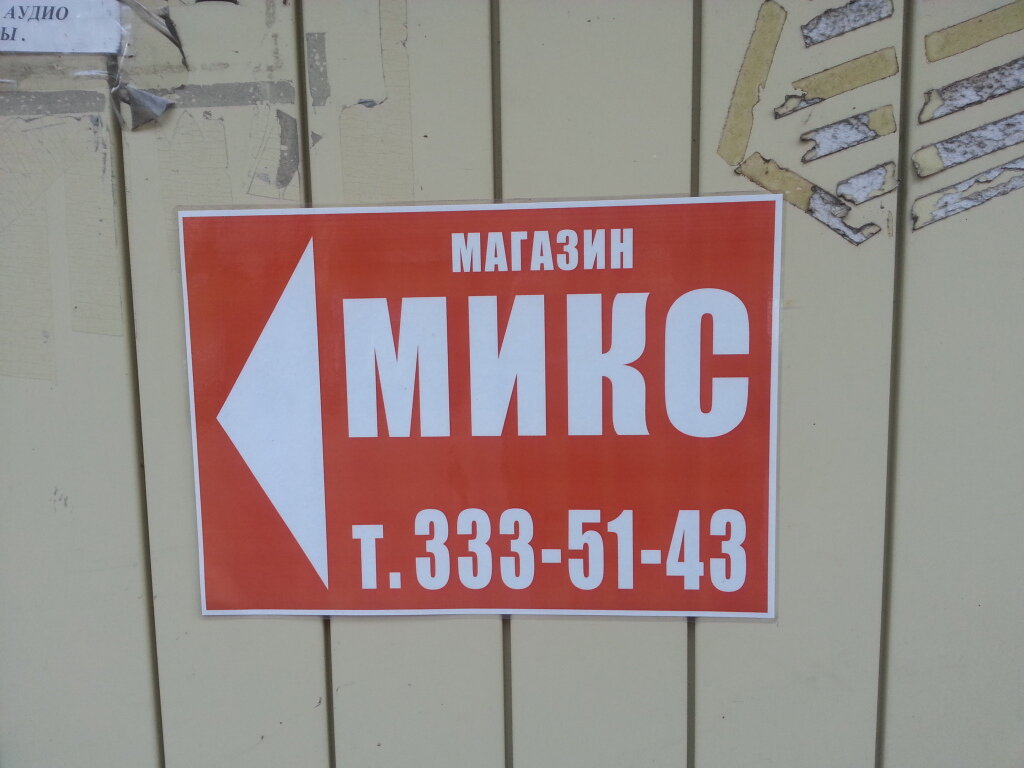 АУДИО
Ы.
МАГАЗИН
МИКС
т. 333-51-43